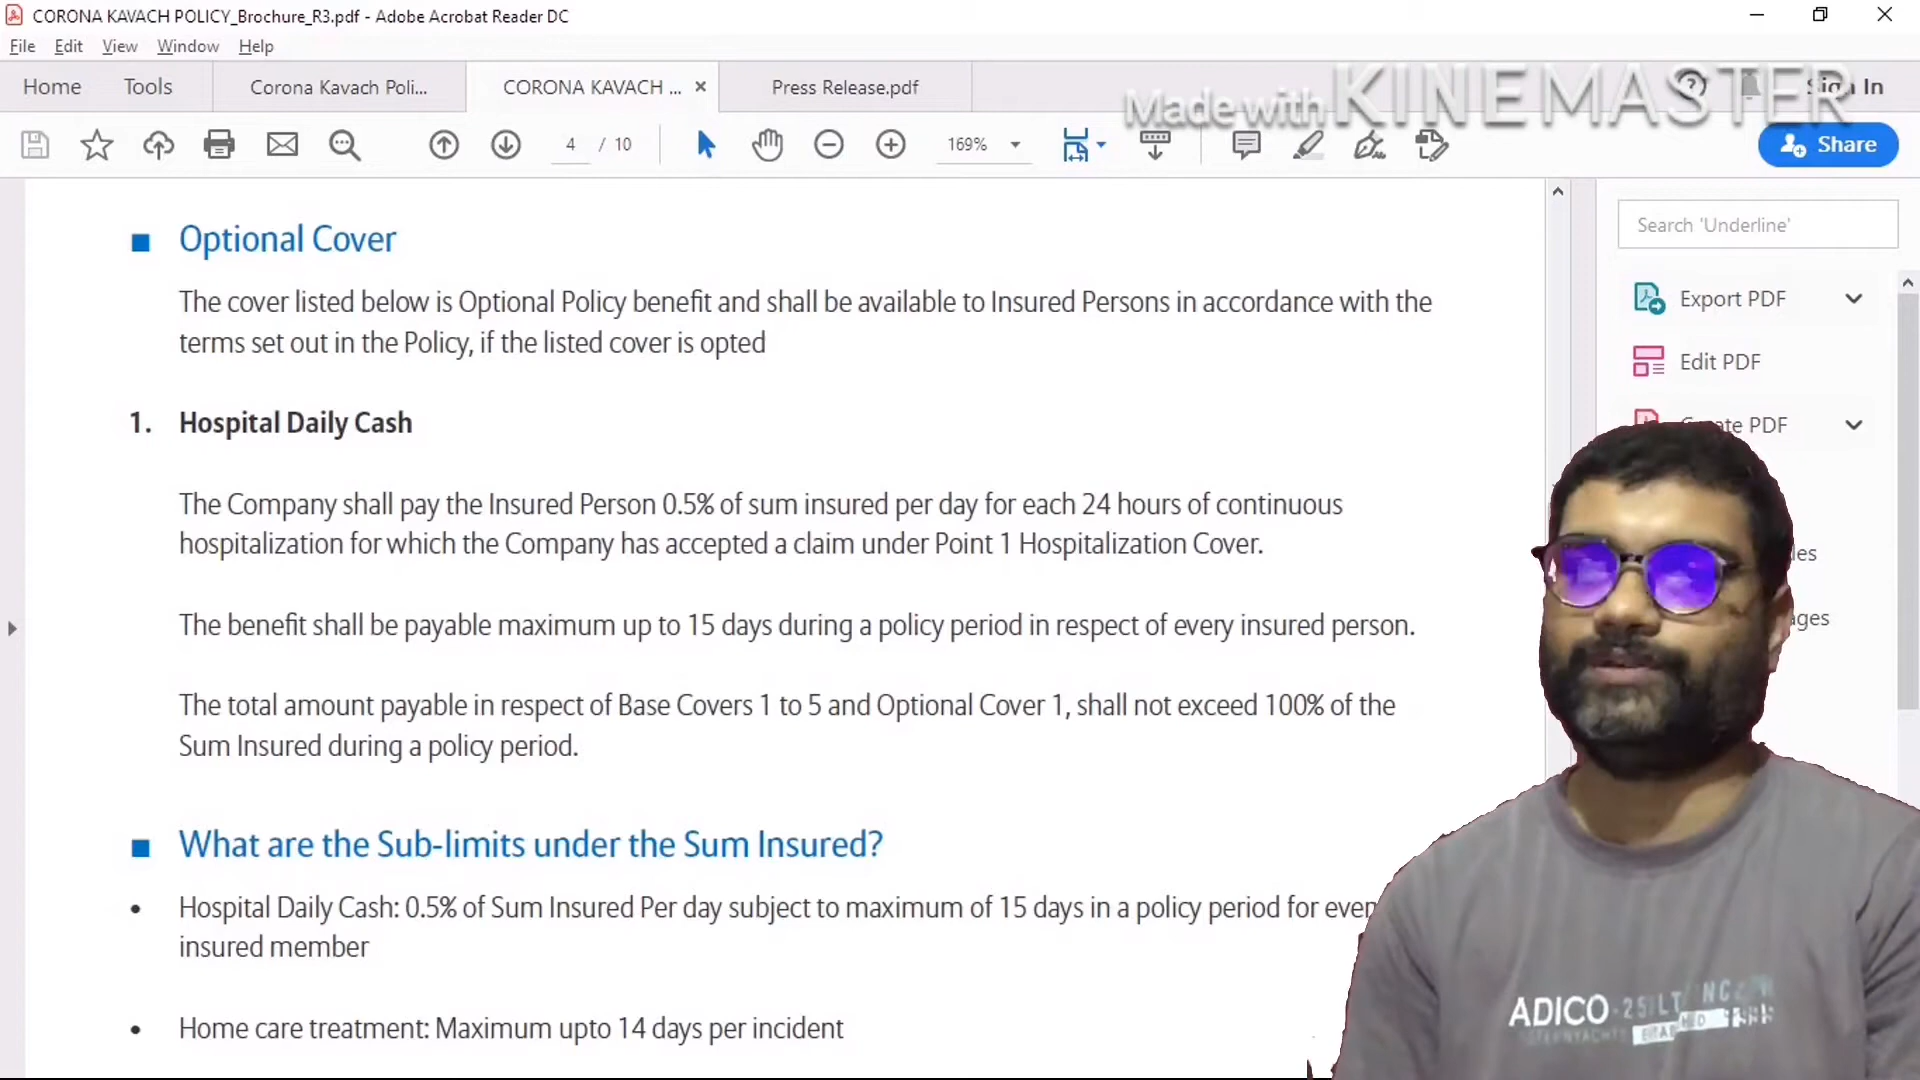 CORONA KAVACH POLICY_Brochure_R3.pdf - Adobe Acrobat Reader DC
File Edit View Window Help
Home Tools Corona Kavach Poli... CORONA KAVACH ... × Press Release.pdf Sign In
Made with KINEMASTER
4 / 10 169% Share
Optional Cover
The cover listed below is Optional Policy benefit and shall be available to Insured Persons in accordance with the
terms set out in the Policy, if the listed cover is opted
1. Hospital Daily Cash
The Company shall pay the Insured Person 0.5% of sum insured per day for each 24 hours of continuous
hospitalization for which the Company has accepted a claim under Point 1 Hospitalization Cover.
The benefit shall be payable maximum up to 15 days during a policy period in respect of every insured person.
The total amount payable in respect of Base Covers 1 to 5 and Optional Cover 1, shall not exceed 100% of the
Sum Insured during a policy period.
What are the Sub-limits under the Sum Insured?
• Hospital Daily Cash: 0.5% of Sum Insured Per day subject to maximum of 15 days in a policy period for
insured member
• Home care treatment: Maximum upto 14 days per incident
Search 'Underline'
Export PDF
Edit PDF
PDF
ADICO